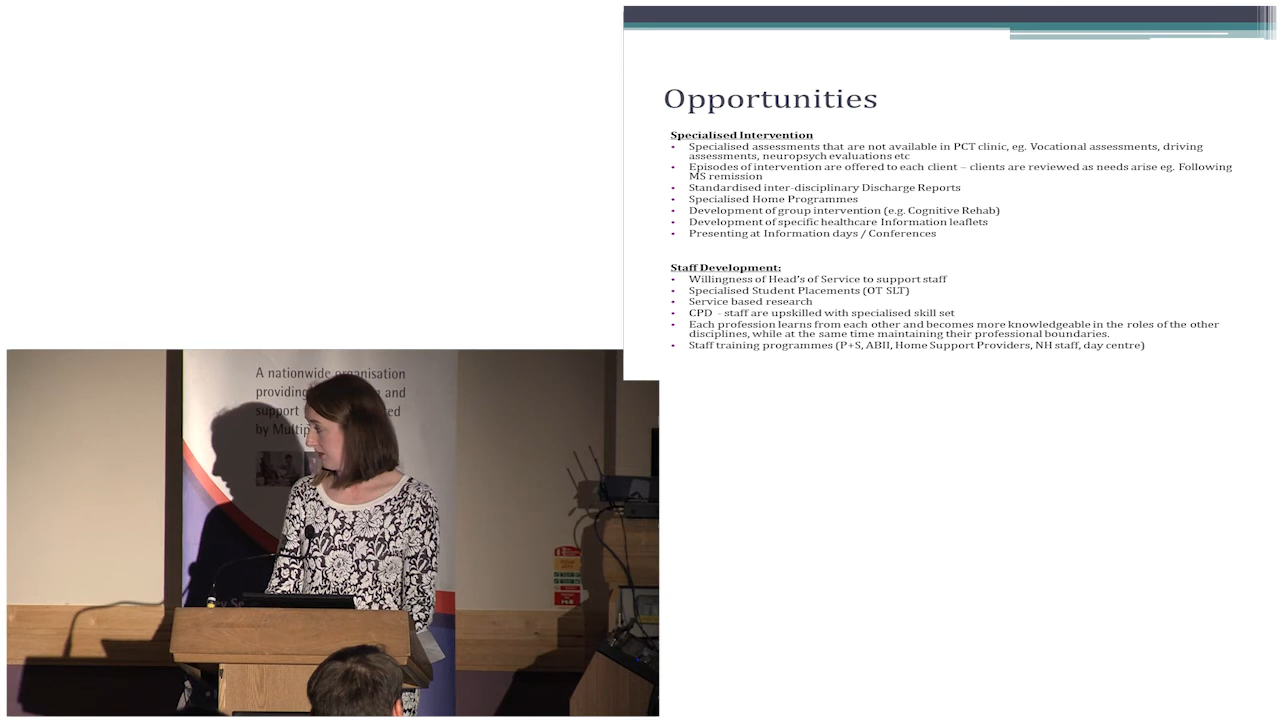 Opportunities
Specialised Intervention
• Specialised assessments that are not available in PCT clinic, eg. Vocational assessments, driving
assessments, neuropsych evaluations etc
• Episodes of intervention are offered to each client – clients are reviewed as needs arise eg. Following
MS remission
• Standardised inter-disciplinary Discharge Reports
• Specialised Home Programmes
• Development of group intervention (e.g. Cognitive Rehab)
• Development of specific healthcare Information leaflets
• Presenting at Information days / Conferences
Staff Development:
• Willingness of Head's of Service to support staff
• Specialised Student Placements (OT SLT)
• Service based research
• CPD - staff are upskilled with specialised skill set
• Each profession learns from each other and becomes more knowledgeable in the roles of the other
disciplines, while at the same time maintaining their professional boundaries.
• Staff training programmes (P+S, ABII, Home Support Providers, NH staff, day centre)
A nationwide organisation
providing and
support
by